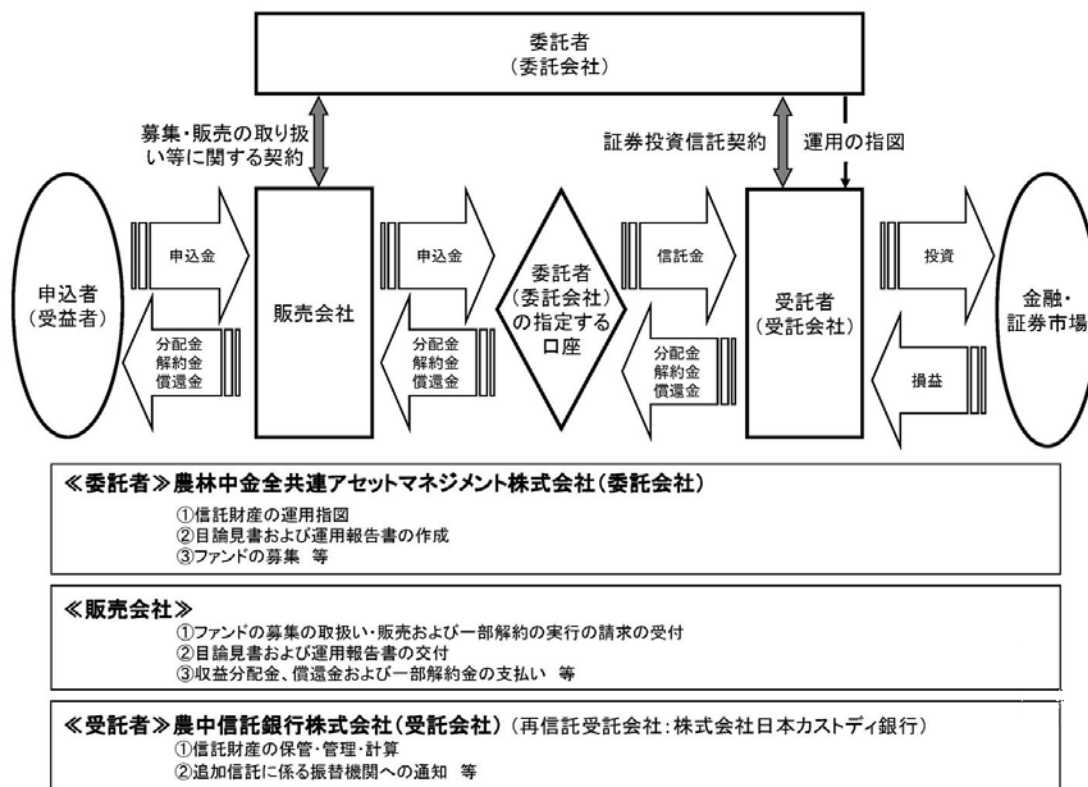 委託者
（委託会社）
募集・販売の取り扱
い等に関する契約
証券投資信託契約
運用の指図
申込者
（受益者）
申込金
分配金
解約金
償還金
販売会社
申込金
分配金
解約金
償還金
委託者
（委託会社）
の指定する
口座
信託金
分配金
解約金
償還金
受託者
（受託会社）
投資
損益
金融・
証券市場
≪委託者≫農林中金全共連アセットマネジメント株式会社（委託会社）
①信託財産の運用指図
②目論見書および運用報告書の作成
③ファンドの募集 等
≪販売会社≫
①ファンドの募集の取扱い・販売および一部解約の実行の請求の受付
②目論見書および運用報告書の交付
③収益分配金、償還金および一部解約金の支払い 等
≪受託者≫農中信託銀行株式会社（受託会社）（再信託受託会社：株式会社日本カストディ銀行）
①信託財産の保管・管理・計算
②追加信託に係る振替機関への通知 等